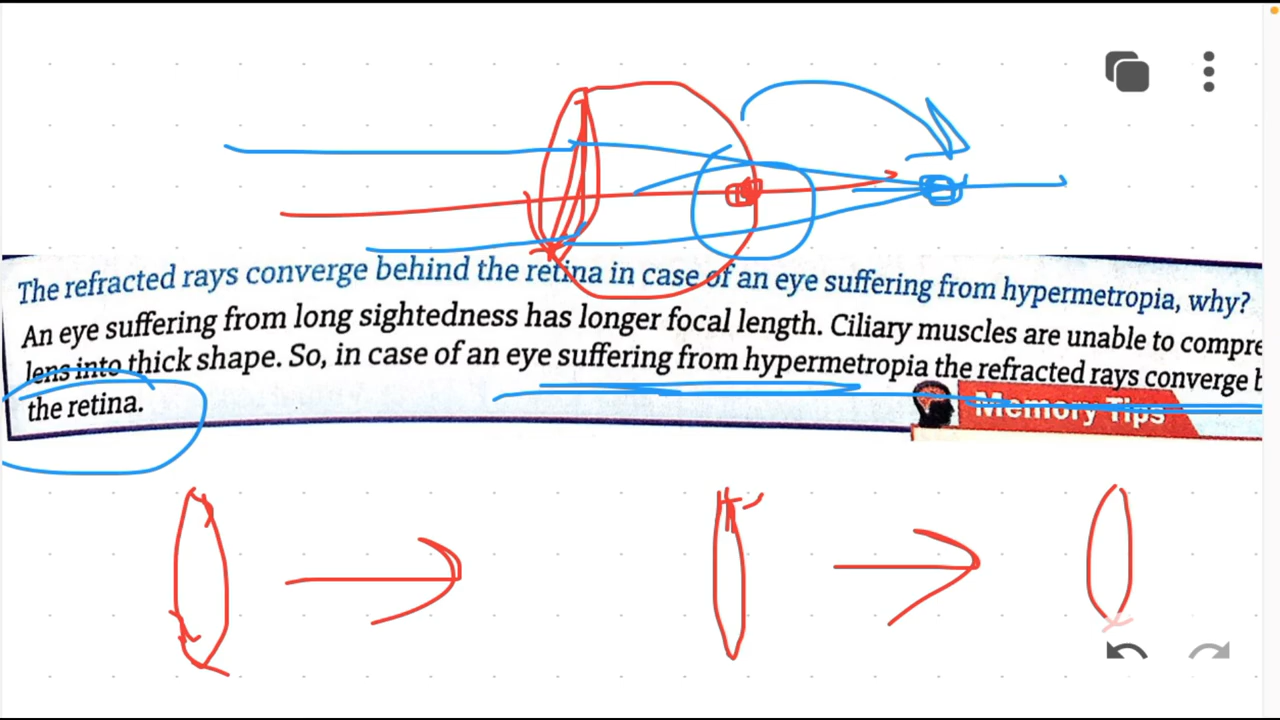 The refracted rays converge behind the retina in case of an eye suffering from hypermetropia, why?
An eye suffering from long sightedness has longer focal length. Ciliary muscles are unable to compre
lens into thick shape. So, in case of an eye suffering from hypermetropia the refracted rays converge b
the retina.
Memory Tips